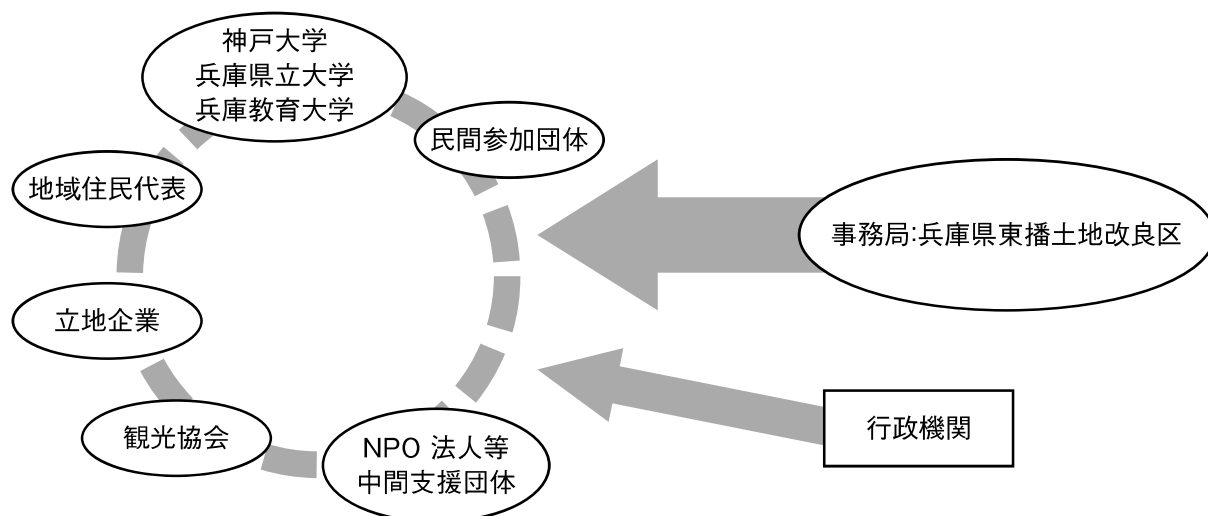 神戸大学
兵庫県立大学
兵庫教育大学
民間参加団体
地域住民代表
事務局:兵庫県東播土地改良区
立地企業
行政機関
観光協会
NPO 法人等
中間支援団体